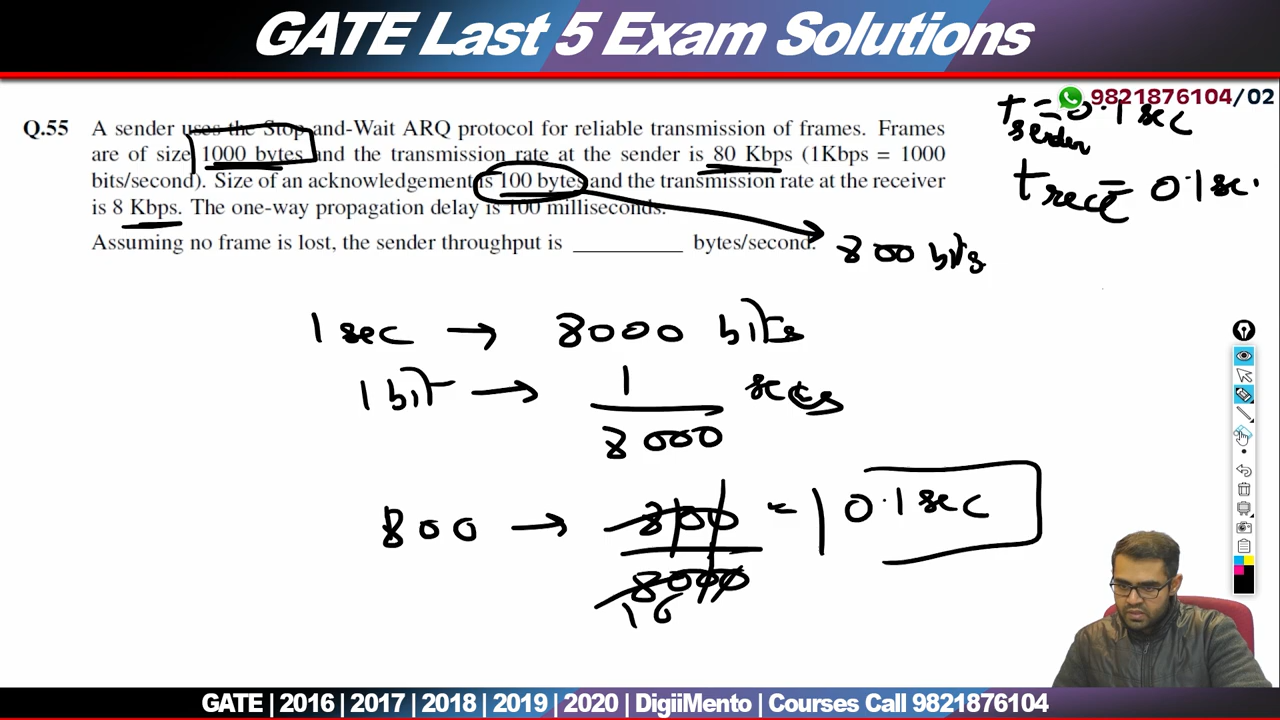 GATE Last 5 Exam Solutions
9821876104/02
Q.55 A sender uses the Stop-and-Wait ARQ protocol for reliable transmission of frames. Frames
are of size 1000 bytes and the transmission rate at the sender is 80 Kbps (1Kbps = 1000
bits/second). Size of an acknowledgement is 100 bytes and the transmission rate at the receiver
is 8 Kbps. The one-way propagation delay is 100 milliseconds.
Assuming no frame is lost, the sender throughput is __________ bytes/second.
t sender = 0.1 sec
t rece = 0.1 sec.
800 bits
1 sec → 8000 bits
1 bit → 1/8000 secs
800 → 800/8000 = 0.1 sec
10
GATE | 2016 | 2017 | 2018 | 2019 | 2020 | DigiiMento | Courses Call 9821876104